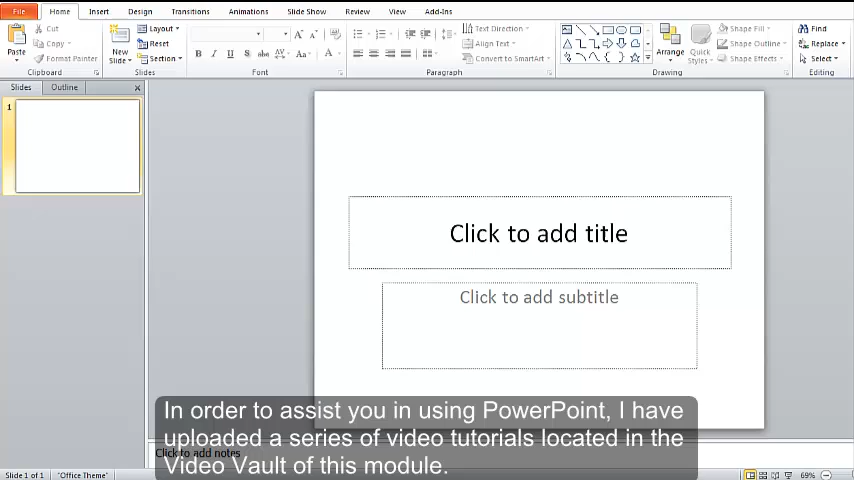 File Home Insert Design Transitions Animations Slide Show Review View Add-Ins
Paste
Cut
Copy
Format Painter
Clipboard
New
Slide
Layout
Reset
Section
Slides
B I U S abc AV Aa A
Font
Text Direction
Align Text
Convert to SmartArt
Paragraph
Arrange
Quick
Styles
Shape Fill
Shape Outline
Shape Effects
Drawing
Find
Replace
Select
Editing
Slides Outline
1
Click to add title
Click to add subtitle
In order to assist you in using PowerPoint, I have
uploaded a series of video tutorials located in the
Video Vault of this module.
Click to add notes
Slide 1 of 1 "Office Theme" 69%